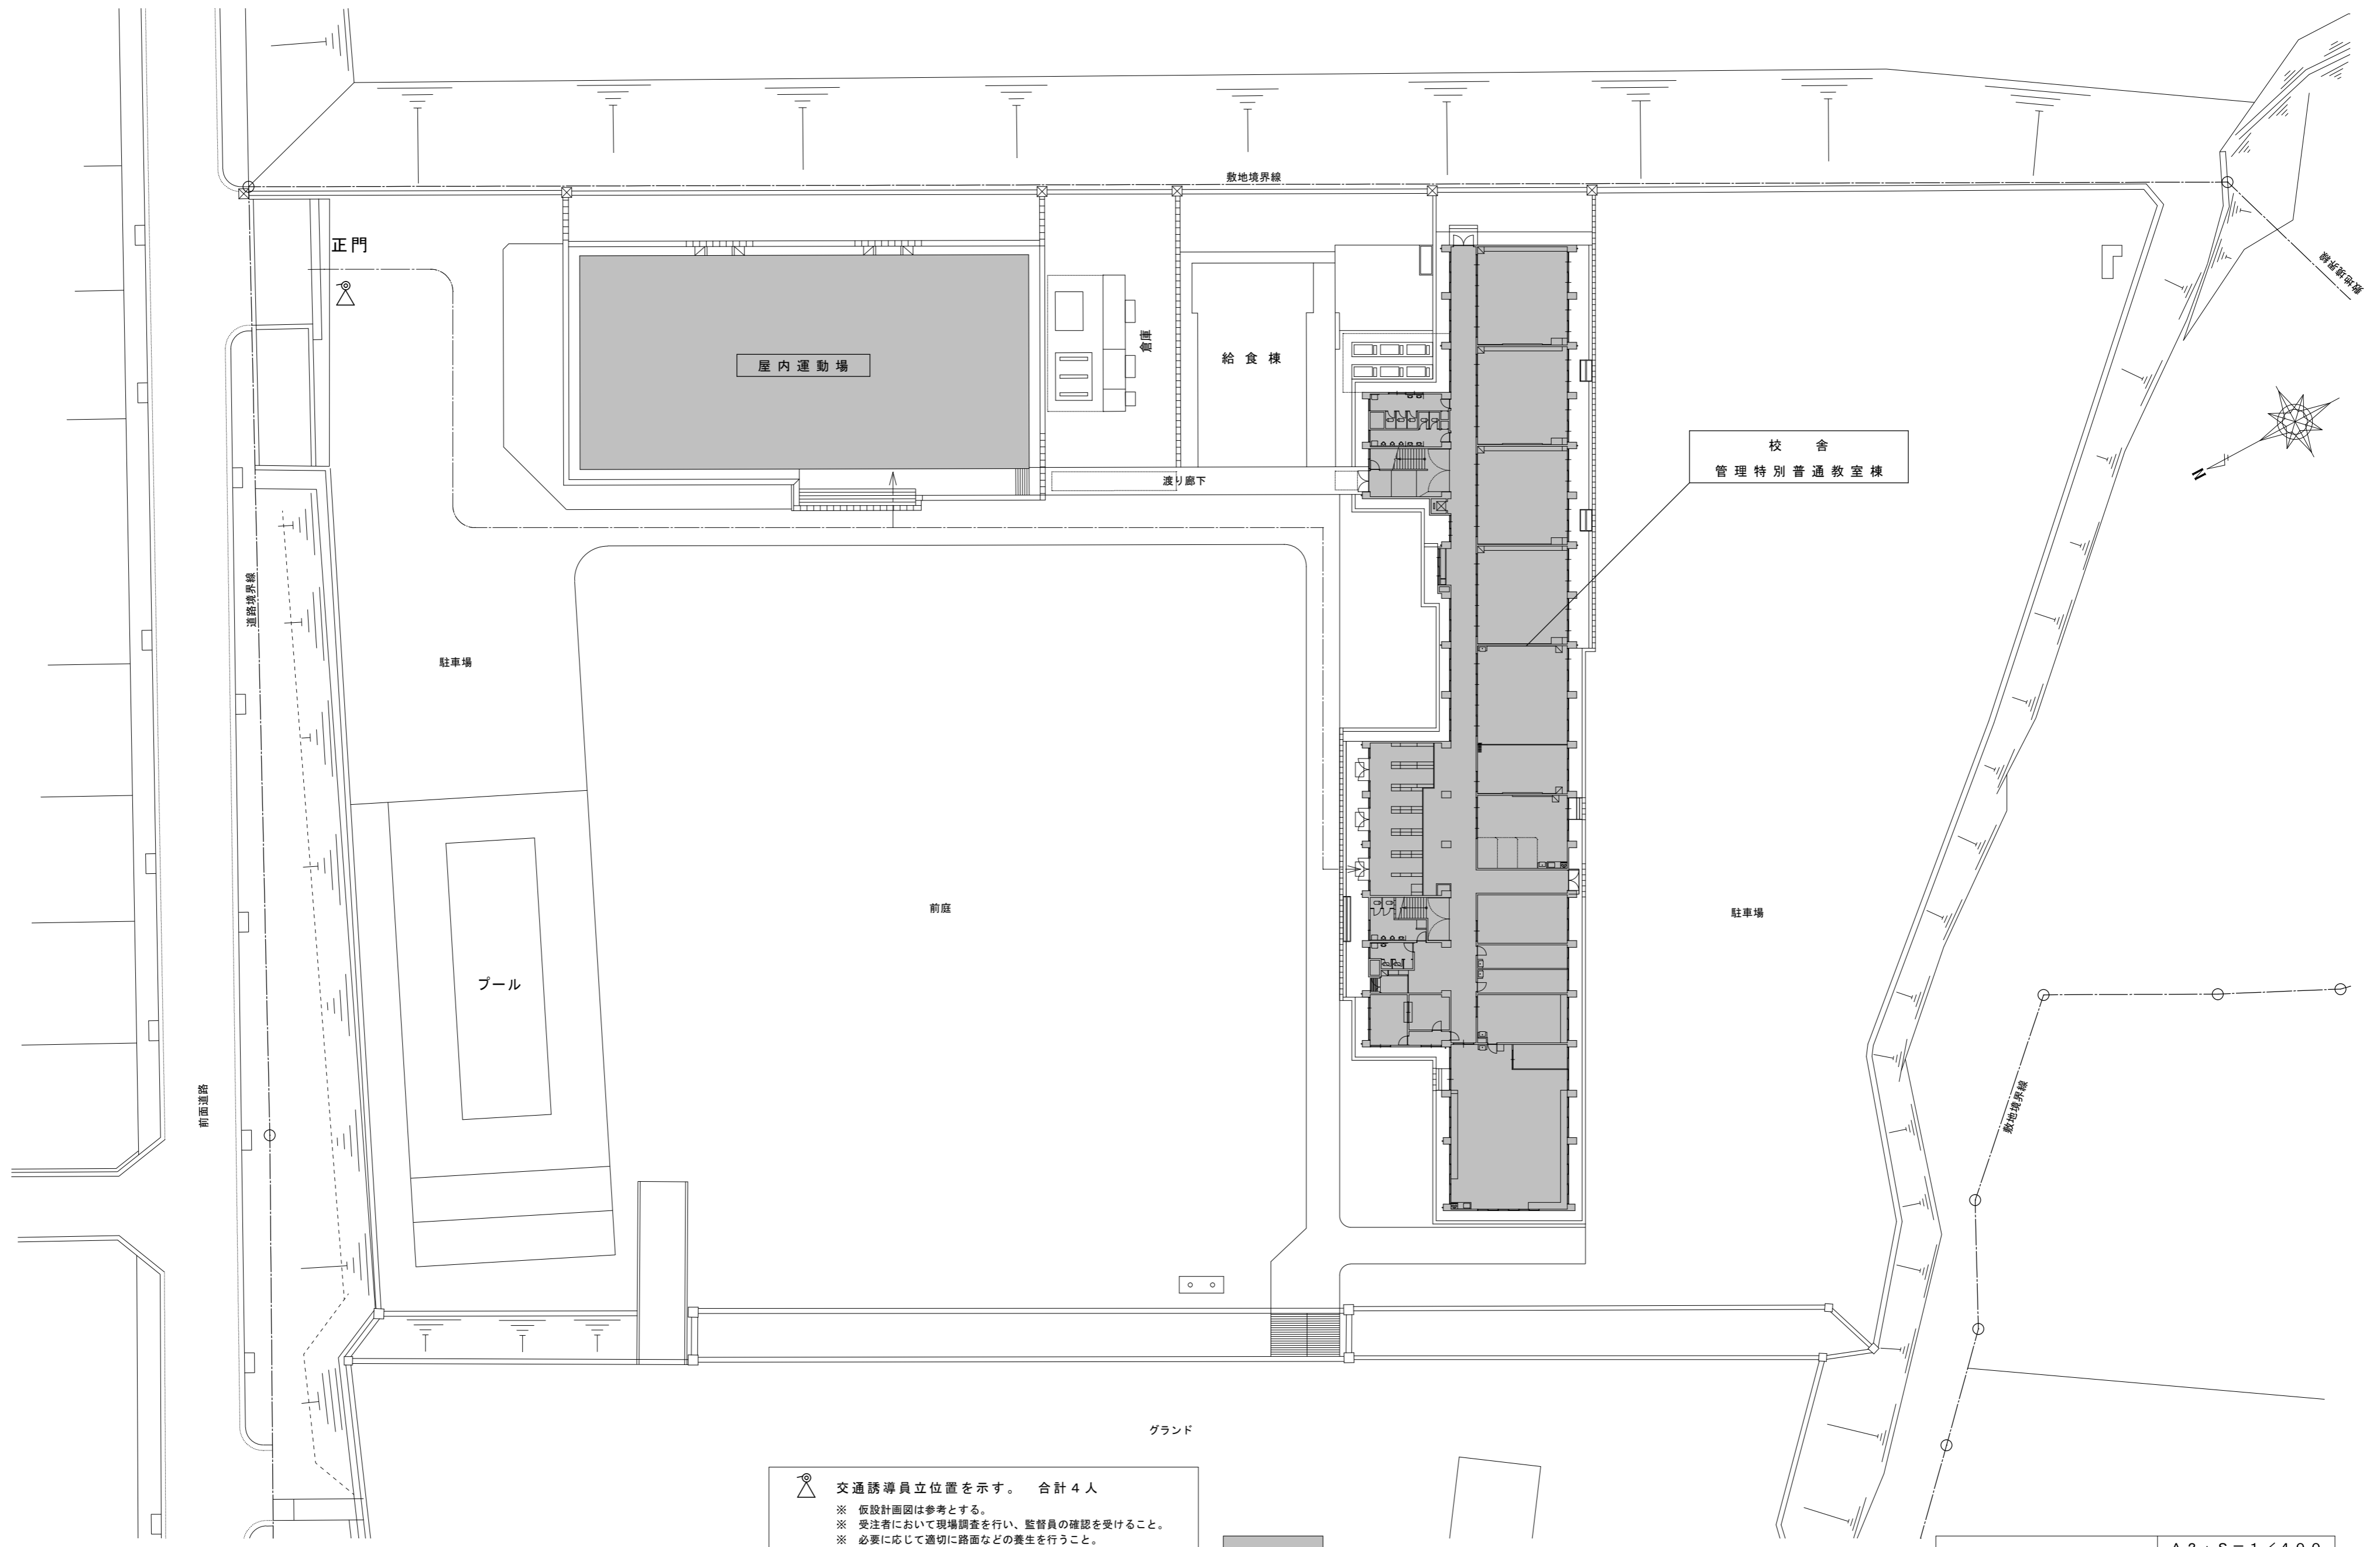 敷地境界線
正門
敷地境界線
倉庫
給食棟
屋内運動場
校　舎
管理特別普通教室棟
N
渡り廊下
道路境界線
駐車場
前庭
駐車場
プール
敷地境界線
前面道路
グランド
交通誘導員立位置を示す。　合計４人
※　仮設計画図は参考とする。
※　受注者において現場調査を行い、監督員の確認を受けること。
※　必要に応じて適切に路面などの養生を行うこと。